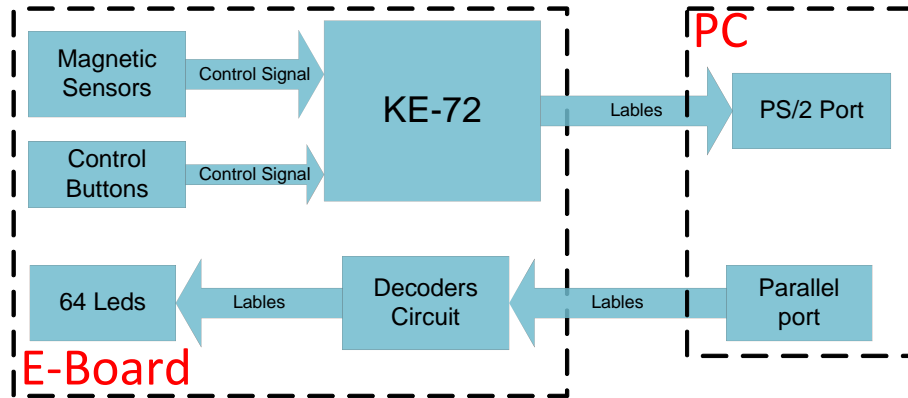 PC
Magnetic
Sensors
Control Signal
KE-72
Lables
PS/2 Port
Control
Buttons
Control Signal
64 Leds
Lables
Decoders
Circuit
Lables
Parallel
port
E-Board